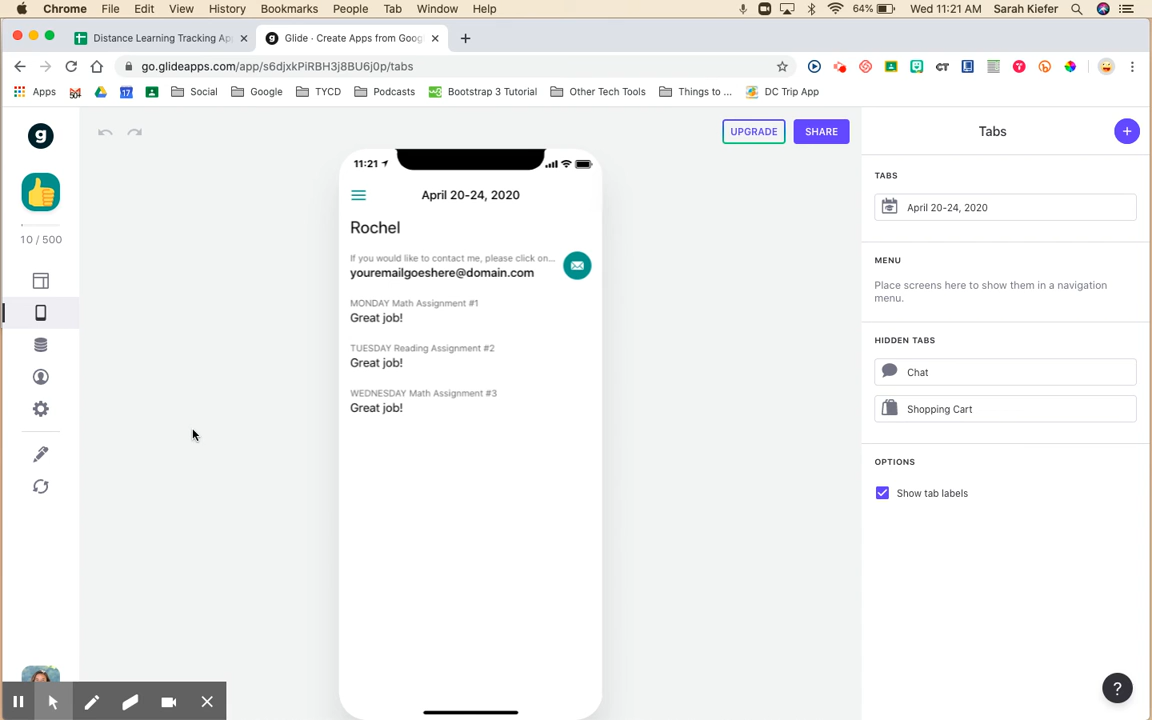 Chrome File Edit View History Bookmarks People Tab Window Help 64% Wed 11:21 AM Sarah Kiefer
Distance Learning Tracking Ap
Glide · Create Apps from Goog
go.glideapps.com/app/s6djxkPiRBH3j8BU6j0p/tabs
Apps 50+ 17 Social Google TYCD Podcasts Bootstrap 3 Tutorial Other Tech Tools Things to ... DC Trip App
g
10 / 500
UPGRADE SHARE
11:21
April 20-24, 2020
Rochel
If you would like to contact me, please click on...
youremailgoeshere@domain.com
MONDAY Math Assignment #1
Great job!
TUESDAY Reading Assignment #2
Great job!
WEDNESDAY Math Assignment #3
Great job!
Tabs
TABS
April 20-24, 2020
MENU
Place screens here to show them in a navigation
menu.
HIDDEN TABS
Chat
Shopping Cart
OPTIONS
Show tab labels
?